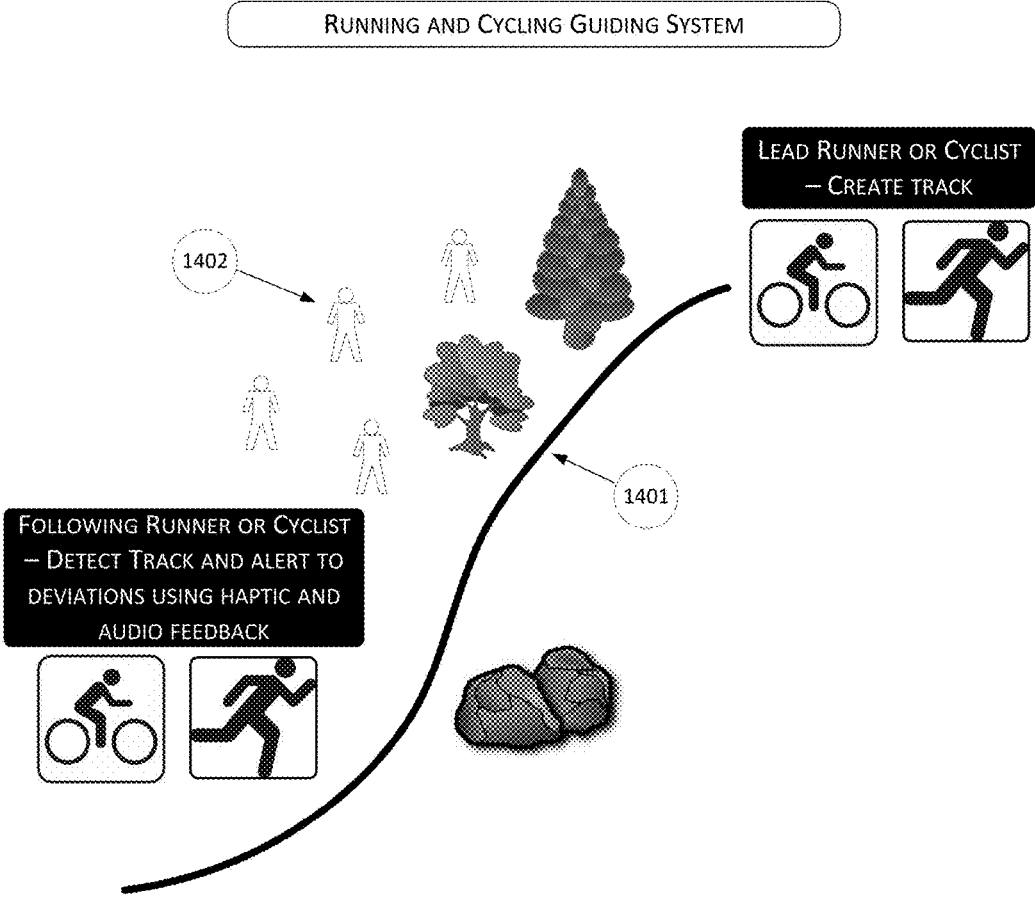 RUNNING AND CYCLING GUIDING SYSTEM
LEAD RUNNER OR CYCLIST
– CREATE TRACK
1402
1401
FOLLOWING RUNNER OR CYCLIST
– DETECT TRACK AND ALERT TO
DEVIATIONS USING HAPTIC AND
AUDIO FEEDBACK